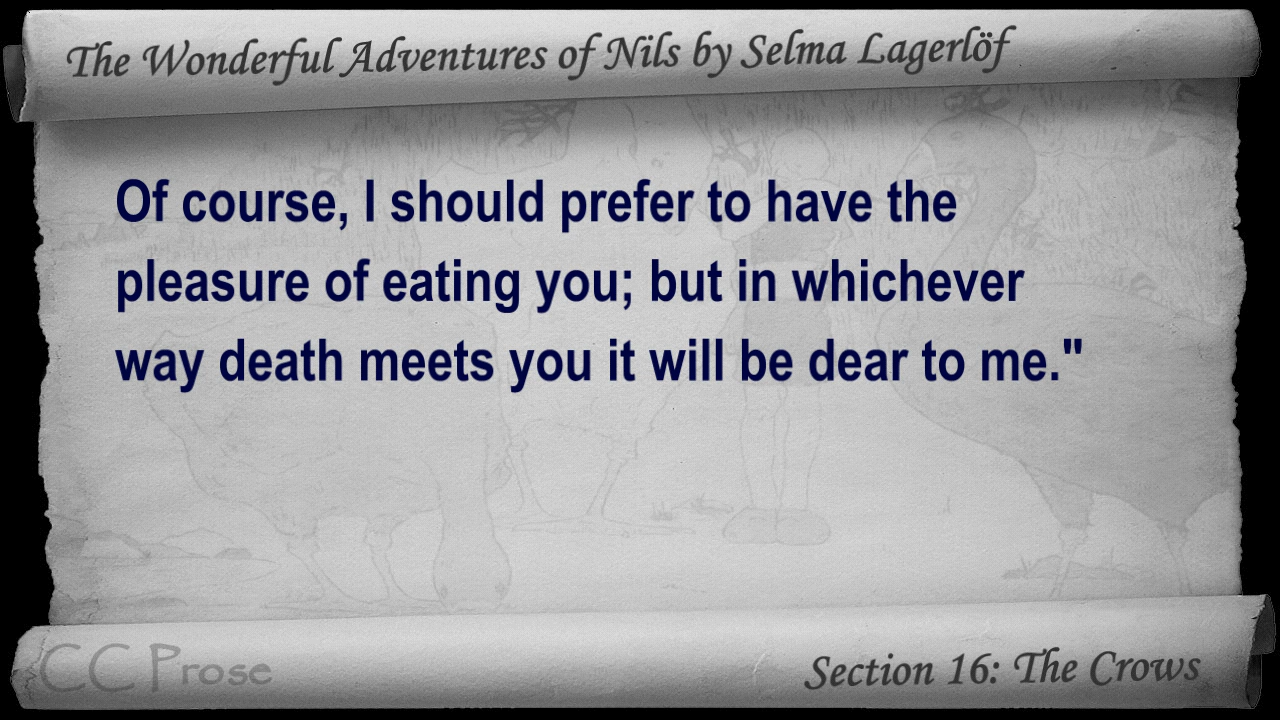 The Wonderful Adventures of Nils by Selma Lagerlöf
Of course, I should prefer to have the
pleasure of eating you; but in whichever
way death meets you it will be dear to me."
CC Prose
Section 16: The Crows